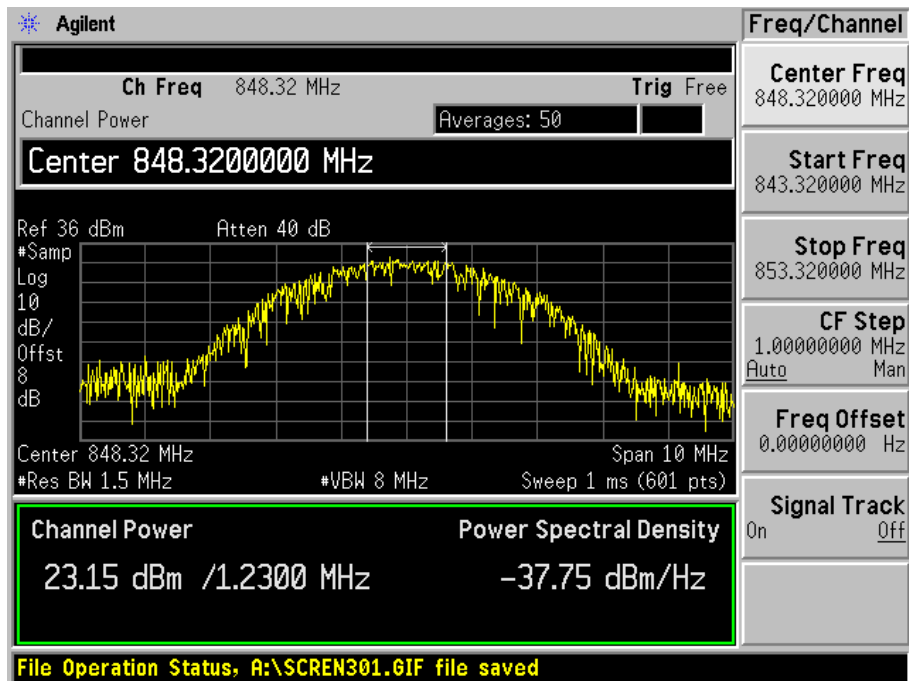 Agilent
Freq/Channel
Ch Freq 848.32 MHz Trig Free
Channel Power Averages: 50
Center 848.3200000 MHz
Ref 36 dBm Atten 40 dB
#Samp
Log
10
dB/
Offst
8
dB
Center 848.32 MHz Span 10 MHz
#Res BW 1.5 MHz #VBW 8 MHz Sweep 1 ms (601 pts)
Channel Power Power Spectral Density
23.15 dBm /1.2300 MHz -37.75 dBm/Hz
File Operation Status, A:\SCREN301.GIF file saved
Center Freq
848.320000 MHz
Start Freq
843.320000 MHz
Stop Freq
853.320000 MHz
CF Step
1.00000000 MHz
Auto Man
Freq Offset
0.00000000 Hz
Signal Track
On Off